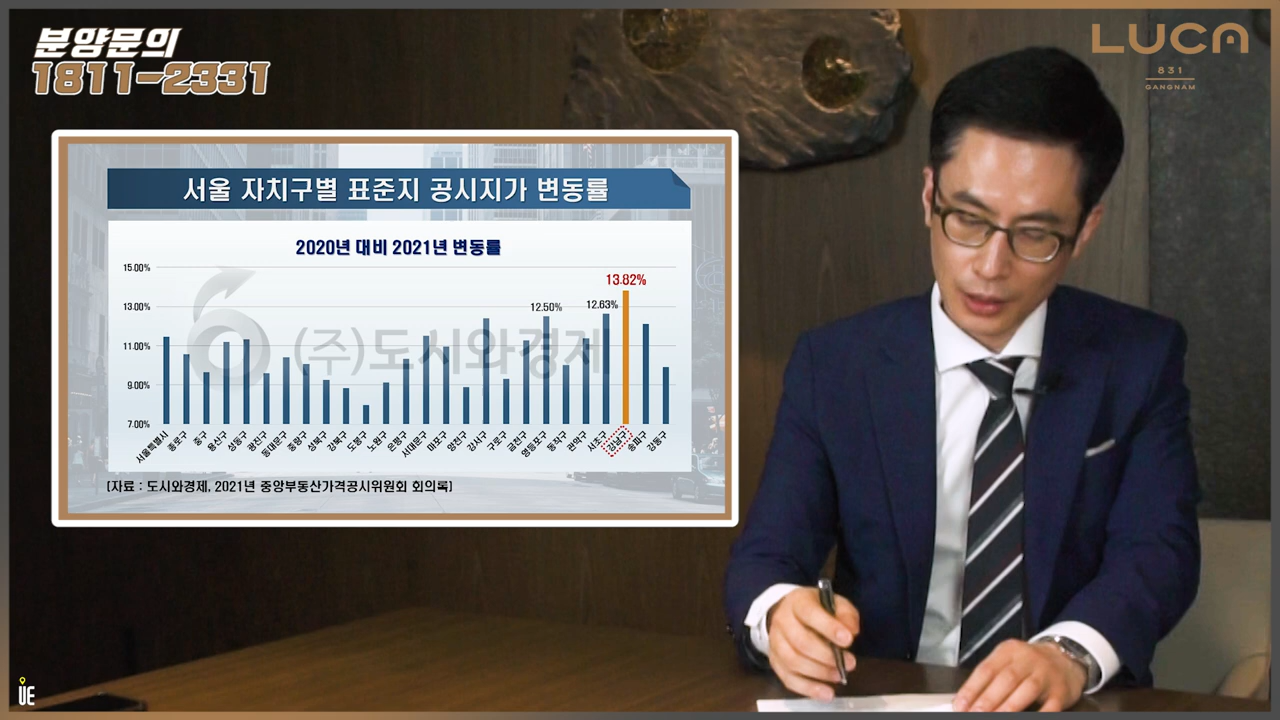 분양문의
1811-2331
LUCA
831
GANGNAM
서울 자치구별 표준지 공시지가 변동률
2020년 대비 2021년 변동률
15.00%
13.00%
11.00%
9.00%
7.00%
12.50%
12.63%
13.82%
(주)도시와경제
서울특별시
종로구
중구
용산구
성동구
광진구
동대문구
중랑구
성북구
강북구
도봉구
노원구
은평구
서대문구
마포구
양천구
강서구
구로구
금천구
영등포구
동작구
관악구
서초구
강남구
송파구
강동구
[자료 : 도시와경제, 2021년 중앙부동산가격공시위원회 회의록]
UE